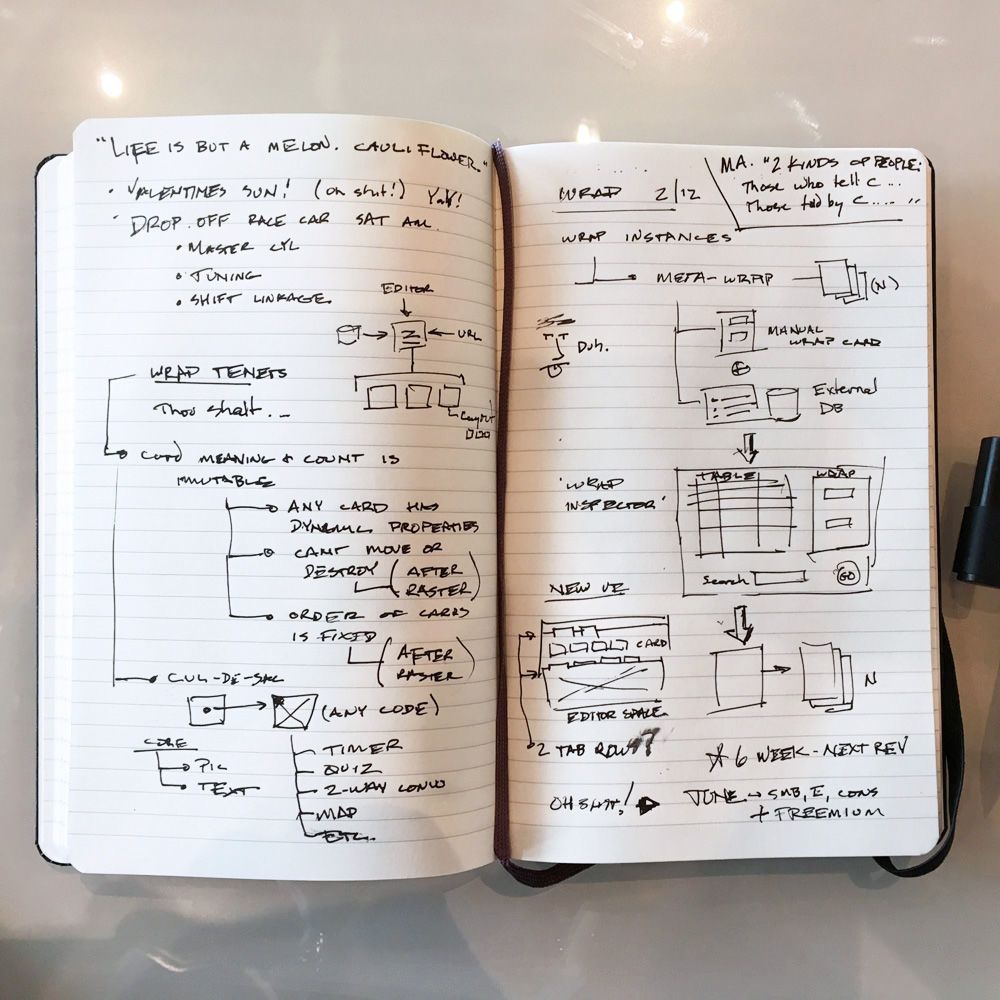 "LIFE IS BUT A MELON. CAULIFLOWER."
• VALENTIMES SUN! (oh shit!) Yah!
• DROP OFF RACE CAR SAT AM.
• MASTER CYL
• TUNING
• SHIFT LINKAGE
EDITOR
URL
WRAP TENETS
Thou shalt...
Layout
Card MEANING & COUNT IS
IMMUTABLE
ANY CARD HAS
DYNAMIC PROPERTIES
CANT MOVE OR
DESTROY (AFTER
RASTER)
ORDER OF CARDS
IS FIXED
(AFTER
RASTER)
CUL-DE-SAC
(ANY CODE)
CORE
PIC
TEXT
TIMER
QUIZ
2-WAY CONVO
MAP
ETC.
M.A. "2 KINDS OF PEOPLE:
Those who tell C...
Those told by C....."
WRAP 2/12
WRAP INSTANCES
META-WRAP
(N)
MANUAL
WRAP CARD
Duh.
External
DB
'WRAP
INSPECTOR'
TABLE
WRAP
Search
GO
NEW UE
CARD
EDITOR SPACE
N
2 TAB ROWS?
* 6 WEEK - NEXT REV
OH SHIT!
JUNE → SMB, E, CONS
+ FREEMIUM